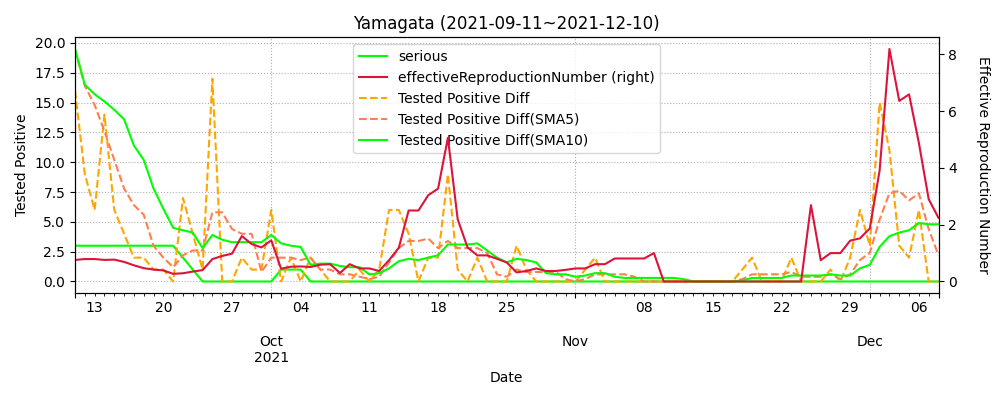 Yamagata (2021-09-11~2021-12-10)
serious
effectiveReproductionNumber (right)
Tested Positive Diff
Tested Positive Diff(SMA5)
Tested Positive Diff(SMA10)
Tested Positive
20.0
17.5
15.0
12.5
10.0
7.5
5.0
2.5
0.0
8
6
4
2
0
Effective Reproduction Number
13 20 27 04 11 18 25 08 15 22 29 06
Oct Nov Dec
2021
Date